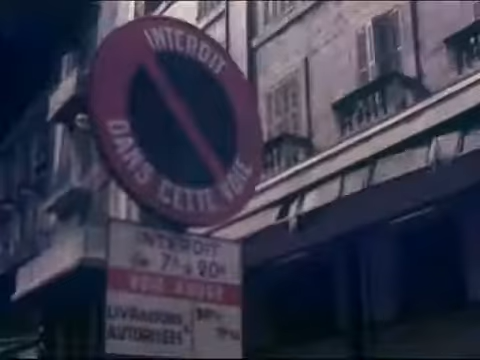 INTERDIT
DANS CETTE VOIE
INTERDIT
de 7h à 20h
LIVRAISONS
AUTORISÉES